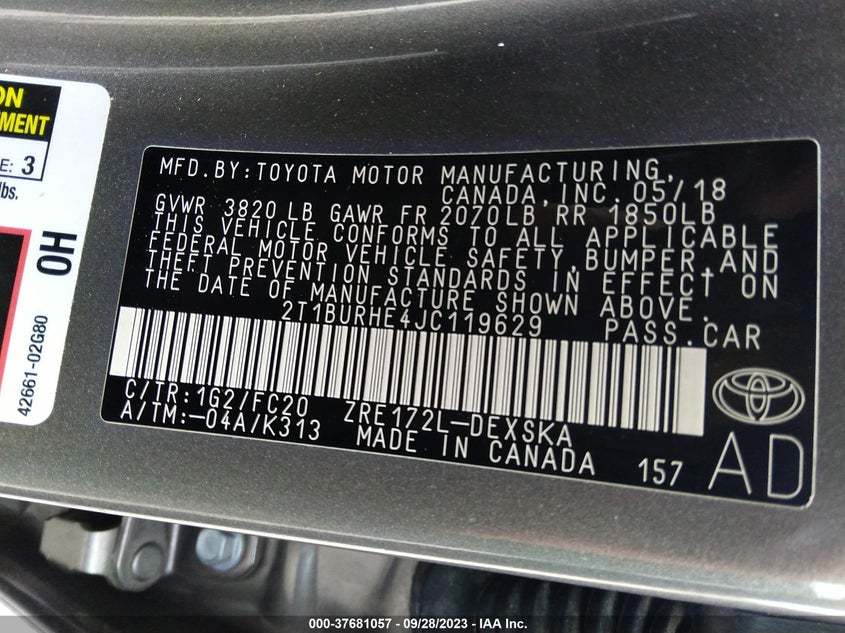 ON
EMENT
E: 3
lbs.
OH
42661-02G80
MFD.BY:TOYOTA MOTOR MANUFACTURING,
CANADA,INC. 05/18
GVWR 3820 LB GAWR FR 2070LB RR 1850LB
THIS VEHICLE CONFORMS TO ALL APPLICABLE
FEDERAL MOTOR VEHICLE SAFETY,BUMPER,AND
THEFT PREVENTION STANDARDS IN EFFECT ON
THE DATE OF MANUFACTURE SHOWN ABOVE.
2T1BURHE4JC119629 PASS.CAR
C/TR:1G2/FC20 ZRE172L-DEXSKA
A/TM:-04A/K313 MADE IN CANADA 157 AD
000-37681057 / 09/28/2023 - IAA Inc.